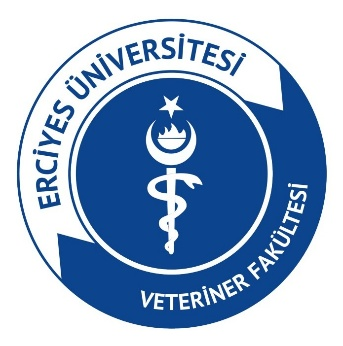 ERCİYES ÜNİVERSİTESİ
VETERİNER FAKÜLTESİ